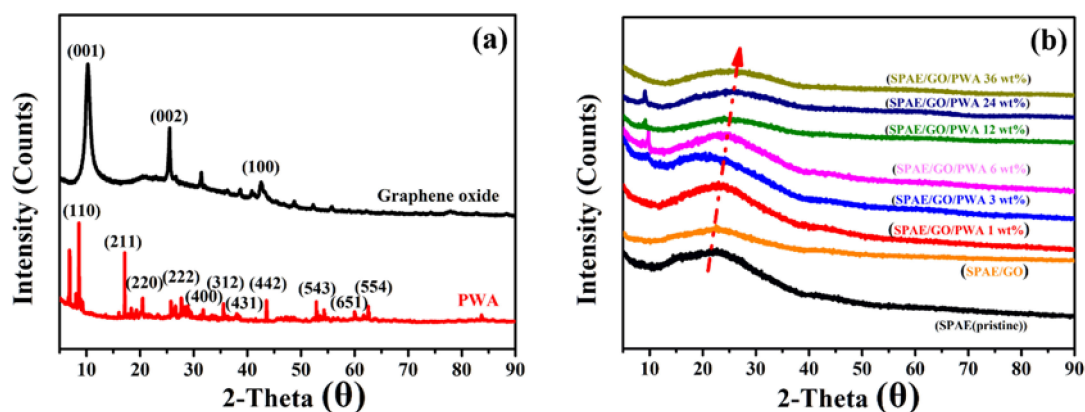 (a)
(001)
(002)
(100)
Graphene oxide
(110)
(211)
(220)
(222)
(400)
(312)
(431)
(442)
(543)
(651)
(554)
PWA
Intensity (Counts)
10 20 30 40 50 60 70 80 90
2-Theta (θ)
(b)
(SPAE/GO/PWA 36 wt%)
(SPAE/GO/PWA 24 wt%)
(SPAE/GO/PWA 12 wt%)
(SPAE/GO/PWA 6 wt%)
(SPAE/GO/PWA 3 wt%)
(SPAE/GO/PWA 1 wt%)
(SPAE/GO)
(SPAE(pristine))
Intensity (Counts)
10 20 30 40 50 60 70 80 90
2-Theta (θ)